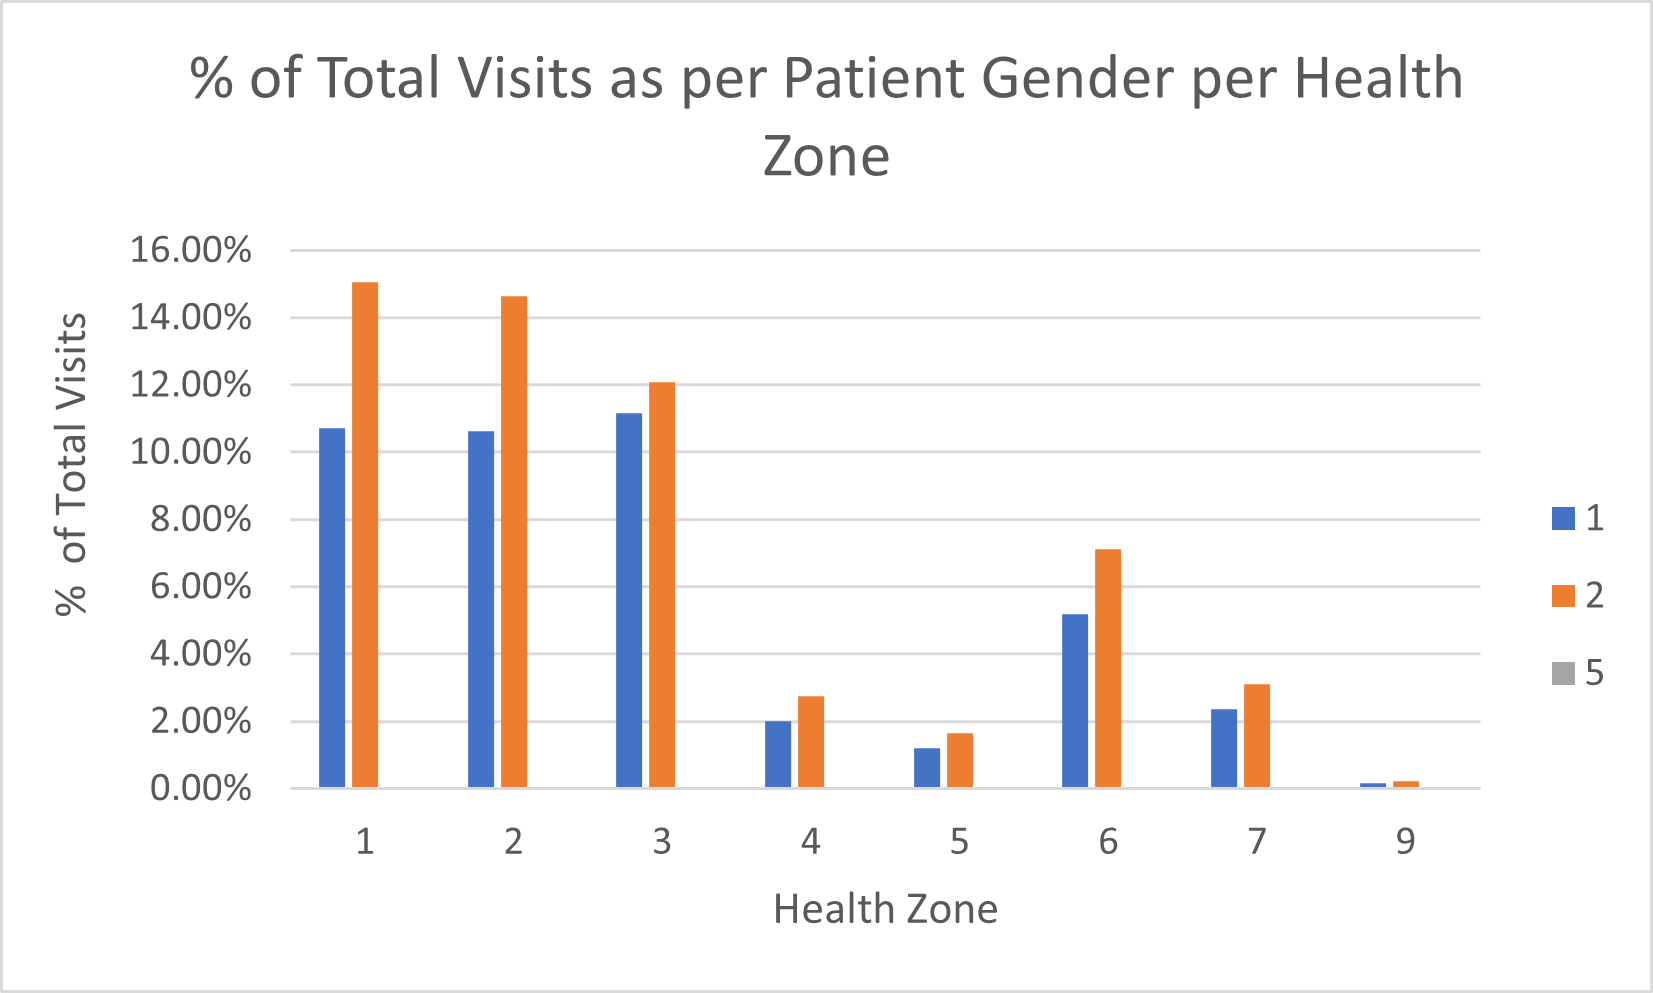 % of Total Visits as per Patient Gender per Health
Zone
16.00%
14.00%
12.00%
10.00%
8.00%
6.00%
4.00%
2.00%
0.00%
% of Total Visits
1 2 3 4 5 6 7 9
Health Zone
1
2
5